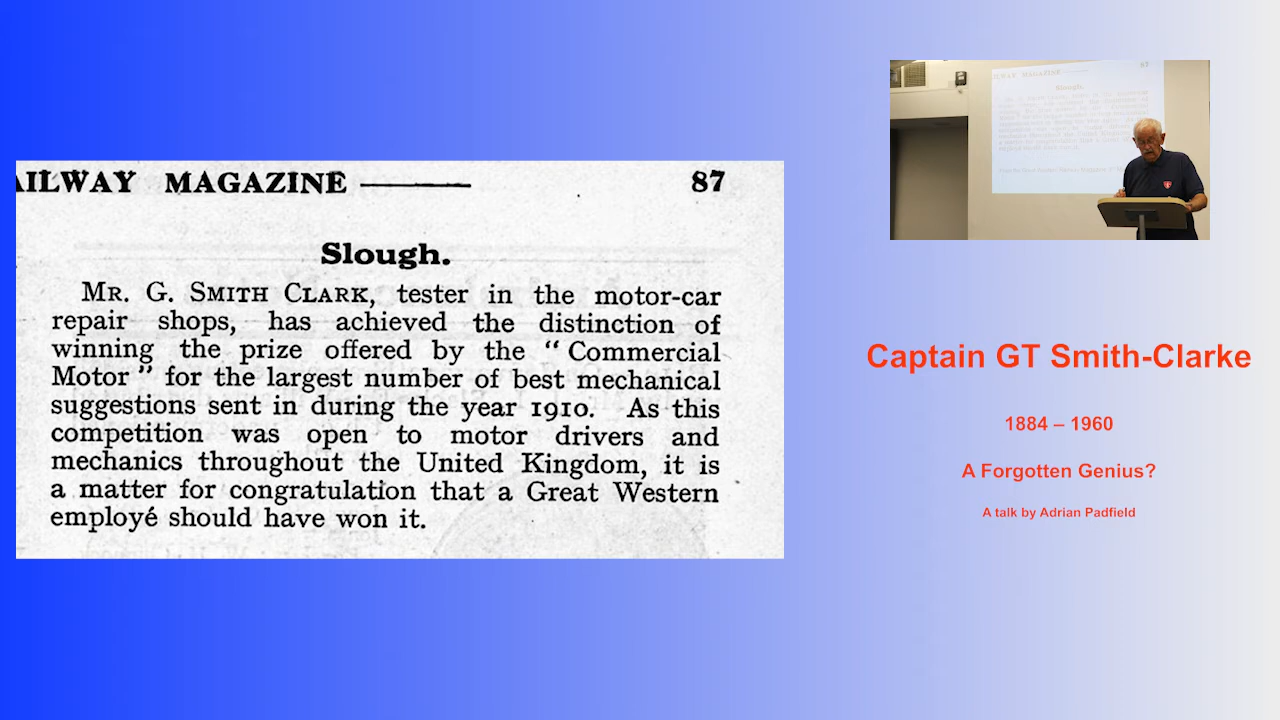 AILWAY MAGAZINE ——— 87
Slough.
MR. G. SMITH CLARK, tester in the motor-car
repair shops, has achieved the distinction of
winning the prize offered by the “ Commercial
Motor ” for the largest number of best mechanical
suggestions sent in during the year 1910. As this
competition was open to motor drivers and
mechanics throughout the United Kingdom, it is
a matter for congratulation that a Great Western
employé should have won it.
AILWAY MAGAZINE ——— 87
Slough.
Captain GT Smith-Clarke
1884 – 1960
A Forgotten Genius?
A talk by Adrian Padfield